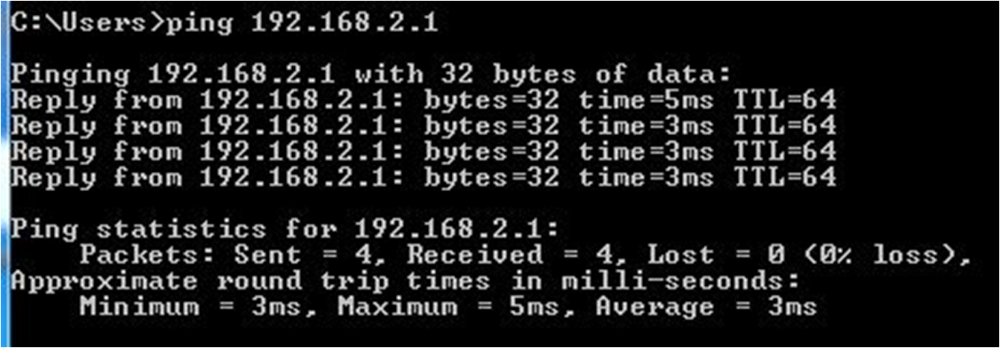 C:\Users>ping 192.168.2.1
Pinging 192.168.2.1 with 32 bytes of data:
Reply from 192.168.2.1: bytes=32 time=5ms TTL=64
Reply from 192.168.2.1: bytes=32 time=3ms TTL=64
Reply from 192.168.2.1: bytes=32 time=3ms TTL=64
Reply from 192.168.2.1: bytes=32 time=3ms TTL=64
Ping statistics for 192.168.2.1:
Packets: Sent = 4, Received = 4, Lost = 0 (0% loss),
Approximate round trip times in milli-seconds:
Minimum = 3ms, Maximum = 5ms, Average = 3ms